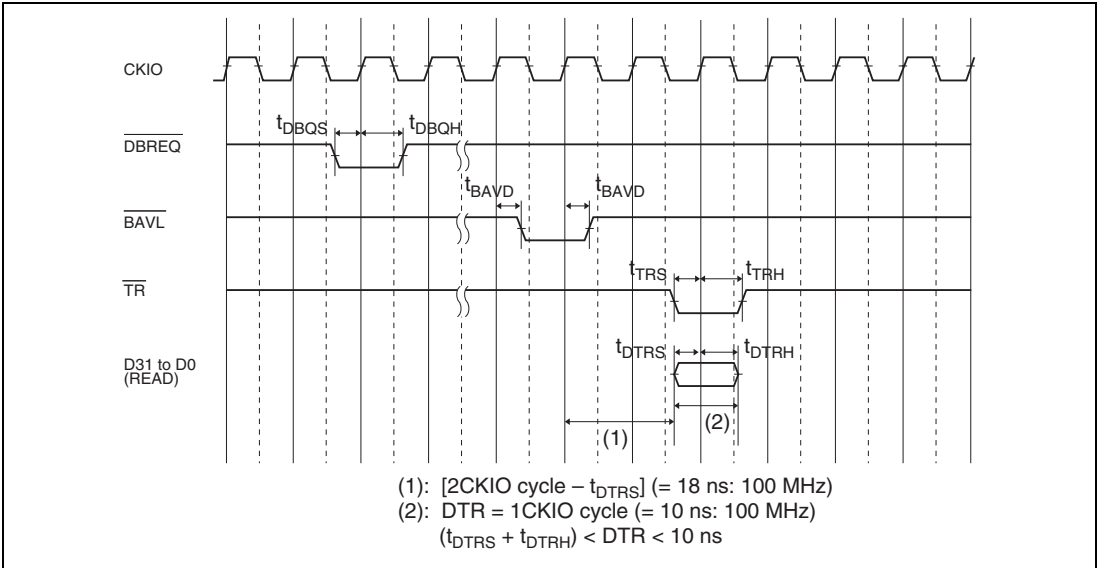 CKIO
tDBQS tDBQH
DBREQ
tBAVD tBAVD
BAVL
tTRS tTRH
TR
tDTRS tDTRH
D31 to D0
(READ)
(1) (2)
(1): [2CKIO cycle – tDTRS] (= 18 ns: 100 MHz)
(2): DTR = 1CKIO cycle (= 10 ns: 100 MHz)
(tDTRS + tDTRH) < DTR < 10 ns